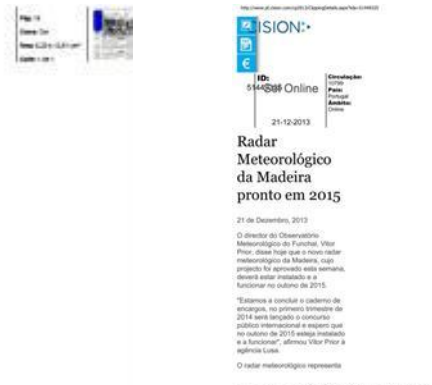 CISION
€
ID:
Sol Online
21-12-2013
Circulação:
País:
Portugal
Âmbito:
Online
Radar
Meteorológico
da Madeira
pronto em 2015
21 de Dezembro, 2013
O director do Observatório
Meteorológico do Funchal, Vítor
Prior, disse hoje que o novo radar
meteorológico da Madeira, cujo
projecto foi aprovado esta semana,
deverá estar instalado e a
funcionar no outono de 2015.
"Estamos a concluir o caderno de
encargos, no primeiro trimestre de
2014 será lançado o concurso
público internacional e espero que
no outono de 2015 esteja instalado
e a funcionar", afirmou Vítor Prior à
agência Lusa.
O radar meteorológico representa